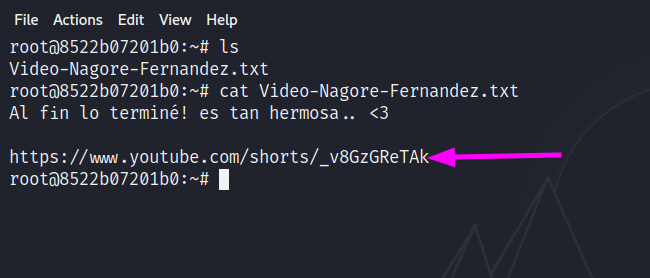 File Actions Edit View Help
root@8522b07201b0:~# ls
Video-Nagore-Fernandez.txt
root@8522b07201b0:~# cat Video-Nagore-Fernandez.txt
Al fin lo terminé! es tan hermosa.. <3
https://www.youtube.com/shorts/_v8GzGReTAk
root@8522b07201b0:~#